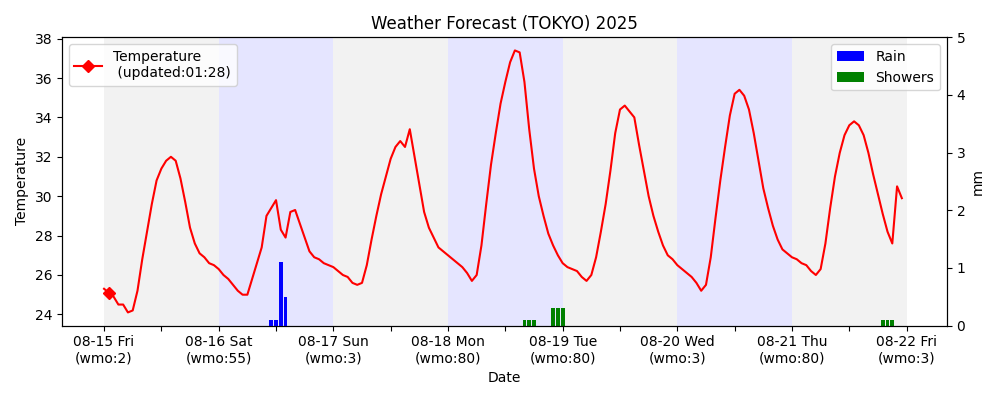 Weather Forecast (TOKYO) 2025
Temperature
(updated:01:28)
Rain
Showers
38
36
34
32
30
28
26
24
Temperature
5
4
3
2
1
0
mm
08-15 Fri
(wmo:2)
08-16 Sat
(wmo:55)
08-17 Sun
(wmo:3)
08-18 Mon
(wmo:80)
08-19 Tue
(wmo:80)
08-20 Wed
(wmo:3)
08-21 Thu
(wmo:80)
08-22 Fri
(wmo:3)
Date